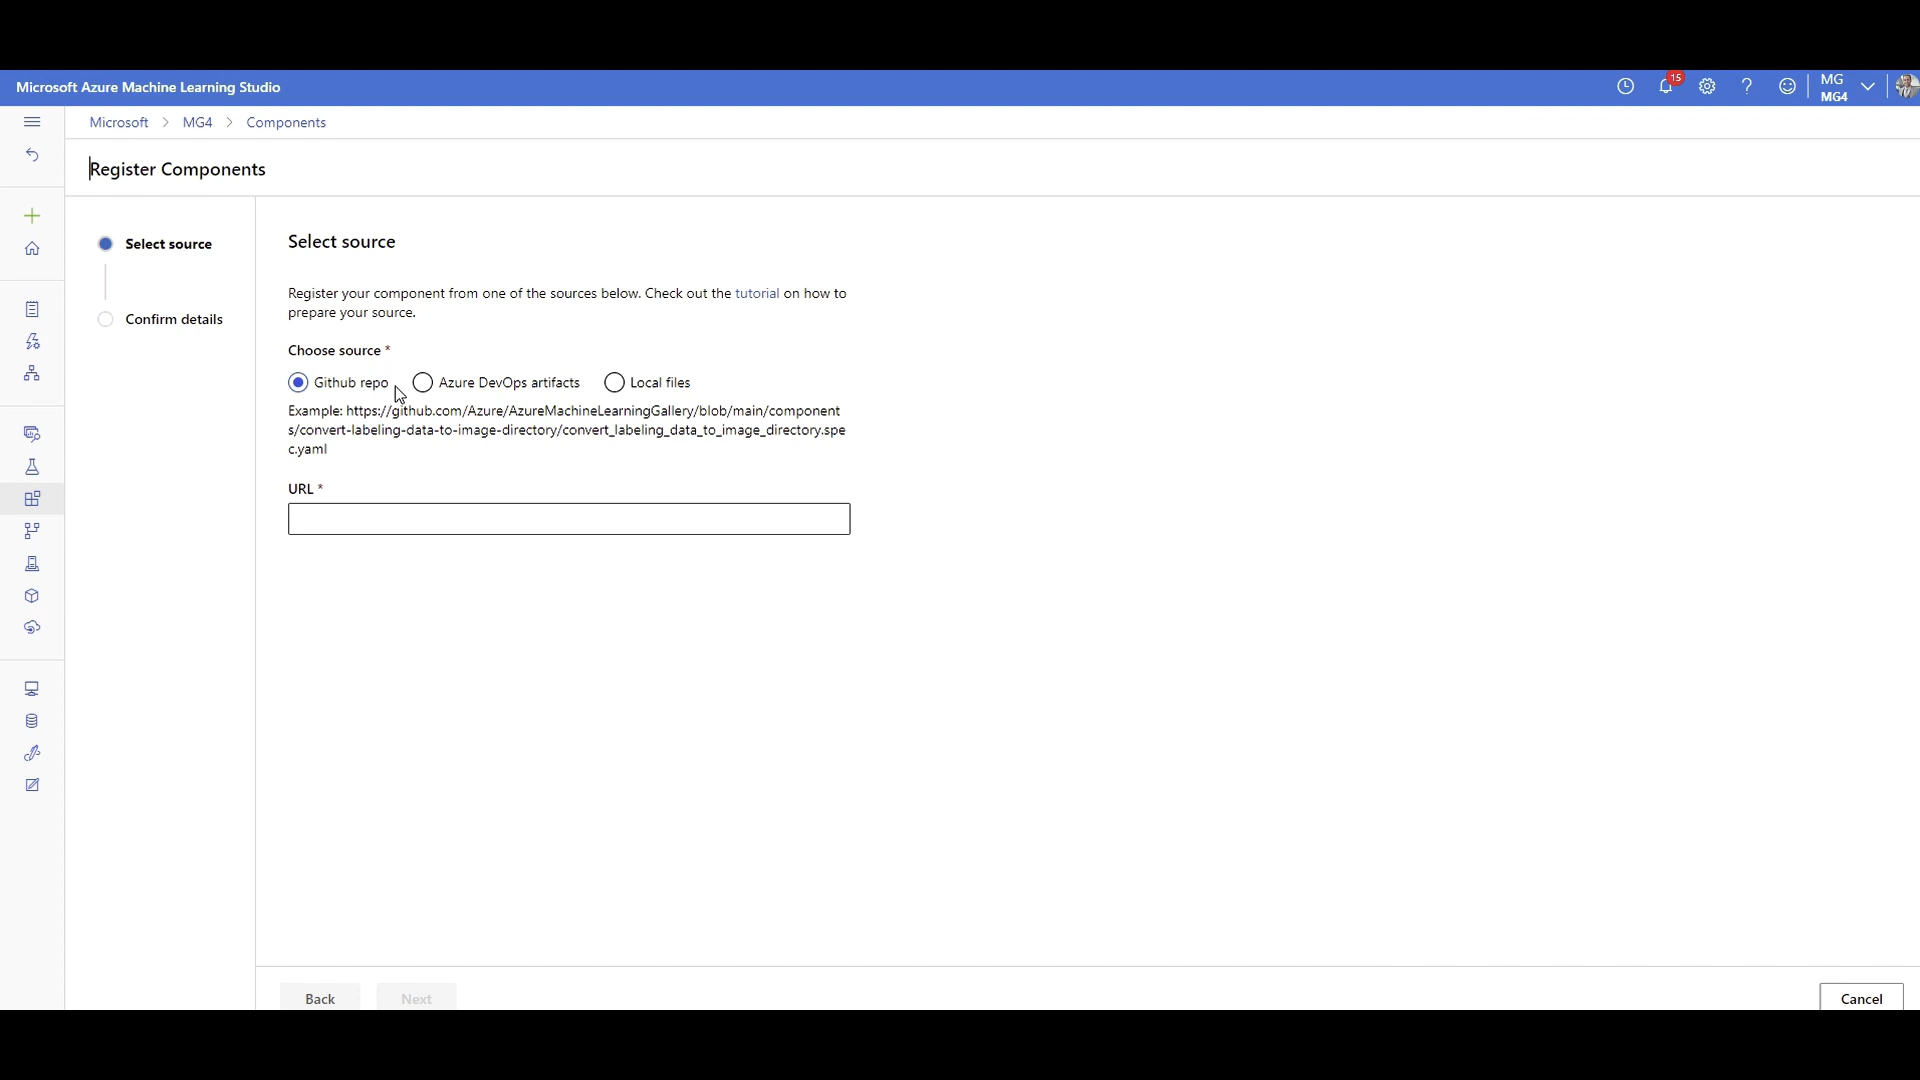 Microsoft Azure Machine Learning Studio
15
MG
MG4
Microsoft > MG4 > Components
Register Components
Select source
Confirm details
Select source
Register your component from one of the sources below. Check out the tutorial on how to
prepare your source.
Choose source *
Github repo
Azure DevOps artifacts
Local files
Example: https://github.com/Azure/AzureMachineLearningGallery/blob/main/component
s/convert-labeling-data-to-image-directory/convert_labeling_data_to_image_directory.spe
c.yaml
URL *
Back
Next
Cancel